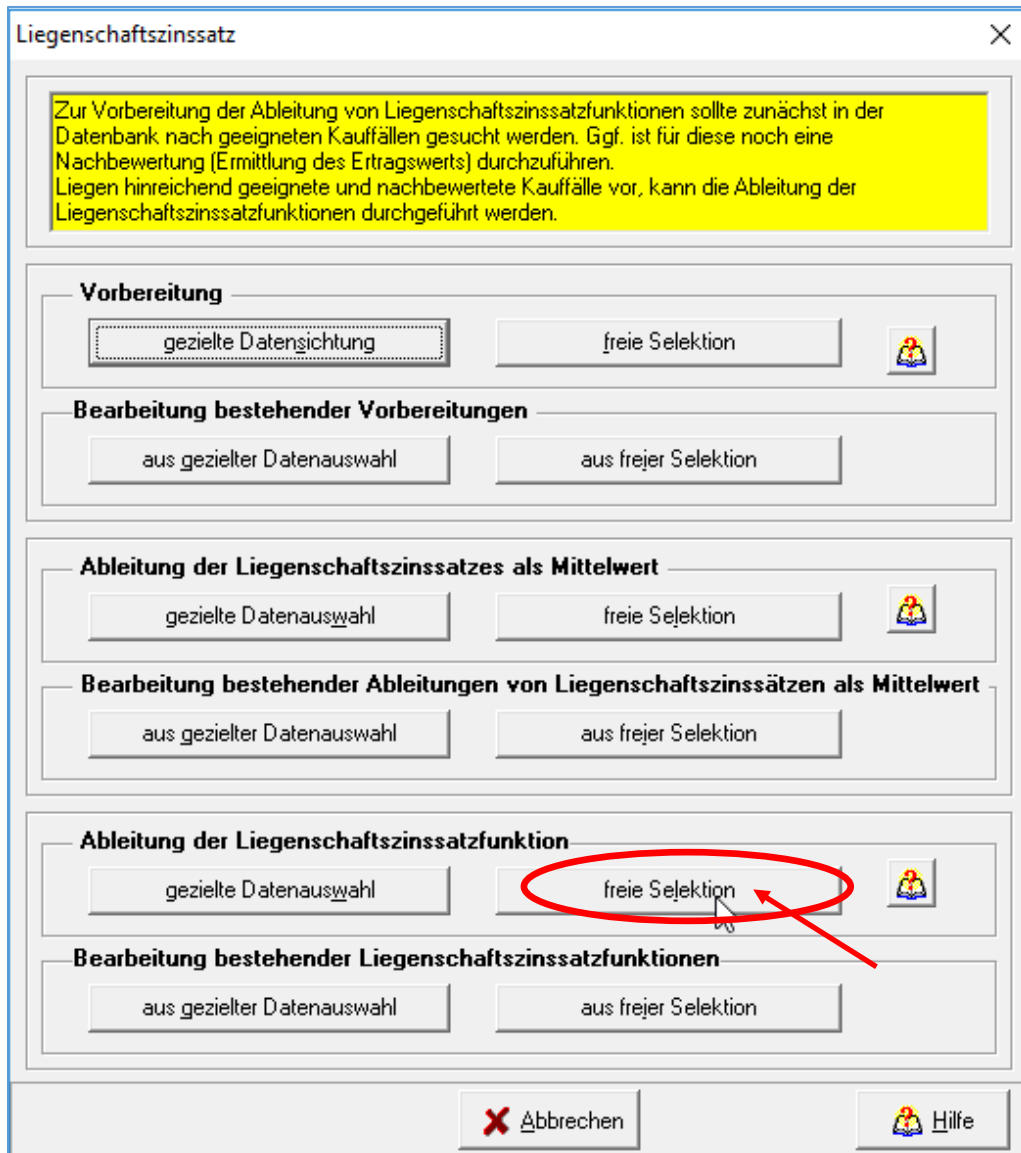 Liegenschaftszinssatz
Zur Vorbereitung der Ableitung von Liegenschaftszinssatzfunktionen sollte zunächst in der
Datenbank nach geeigneten Kauffällen gesucht werden. Ggf. ist für diese noch eine
Nachbewertung (Ermittlung des Ertragswerts) durchzuführen.
Liegen hinreichend geeignete und nachbewertete Kauffälle vor, kann die Ableitung der
Liegenschaftszinssatzfunktionen durchgeführt werden.
Vorbereitung
gezielte Datensichtung freie Selektion
Bearbeitung bestehender Vorbereitungen
aus gezielter Datenauswahl aus freier Selektion
Ableitung der Liegenschaftszinssatzes als Mittelwert
gezielte Datenauswahl freie Selektion
Bearbeitung bestehender Ableitungen von Liegenschaftszinssätzen als Mittelwert
aus gezielter Datenauswahl aus freier Selektion
Ableitung der Liegenschaftszinssatzfunktion
gezielte Datenauswahl freie Selektion
Bearbeitung bestehender Liegenschaftszinssatzfunktionen
aus gezielter Datenauswahl aus freier Selektion
Abbrechen Hilfe